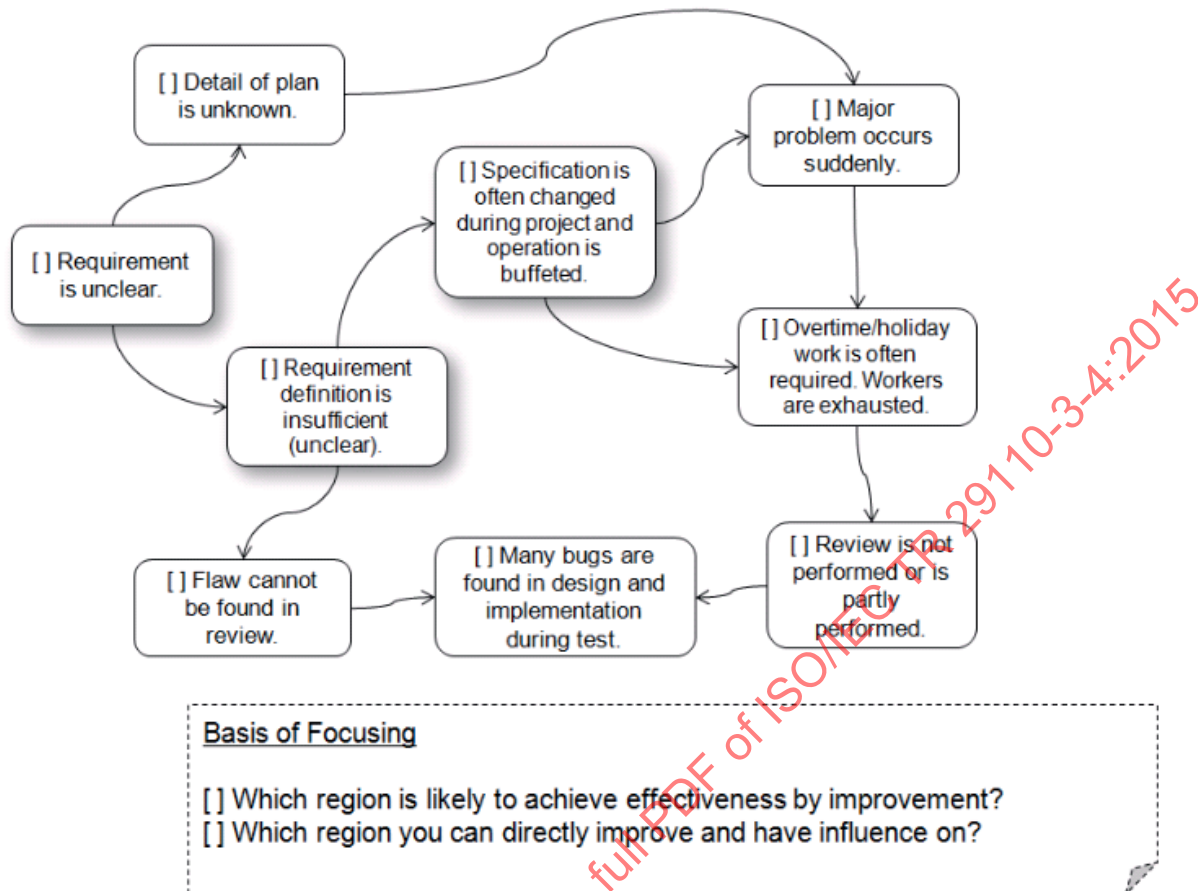 [ ] Detail of plan
is unknown.
[ ] Major
problem occurs
suddenly.
[ ] Specification is
often changed
during project and
operation is
buffeted.
[ ] Requirement
is unclear.
[ ] Overtime/holiday
work is often
required. Workers
are exhausted.
[ ] Requirement
definition is
insufficient
(unclear).
[ ] Flaw cannot
be found in
review.
[ ] Many bugs are
found in design and
implementation
during test.
[ ] Review is not
performed or is
partly
performed.
Basis of Focusing
[ ] Which region is likely to achieve effectiveness by improvement?
[ ] Which region you can directly improve and have influence on?
full PDF of ISO/IEC TR 29110-3-4:2015